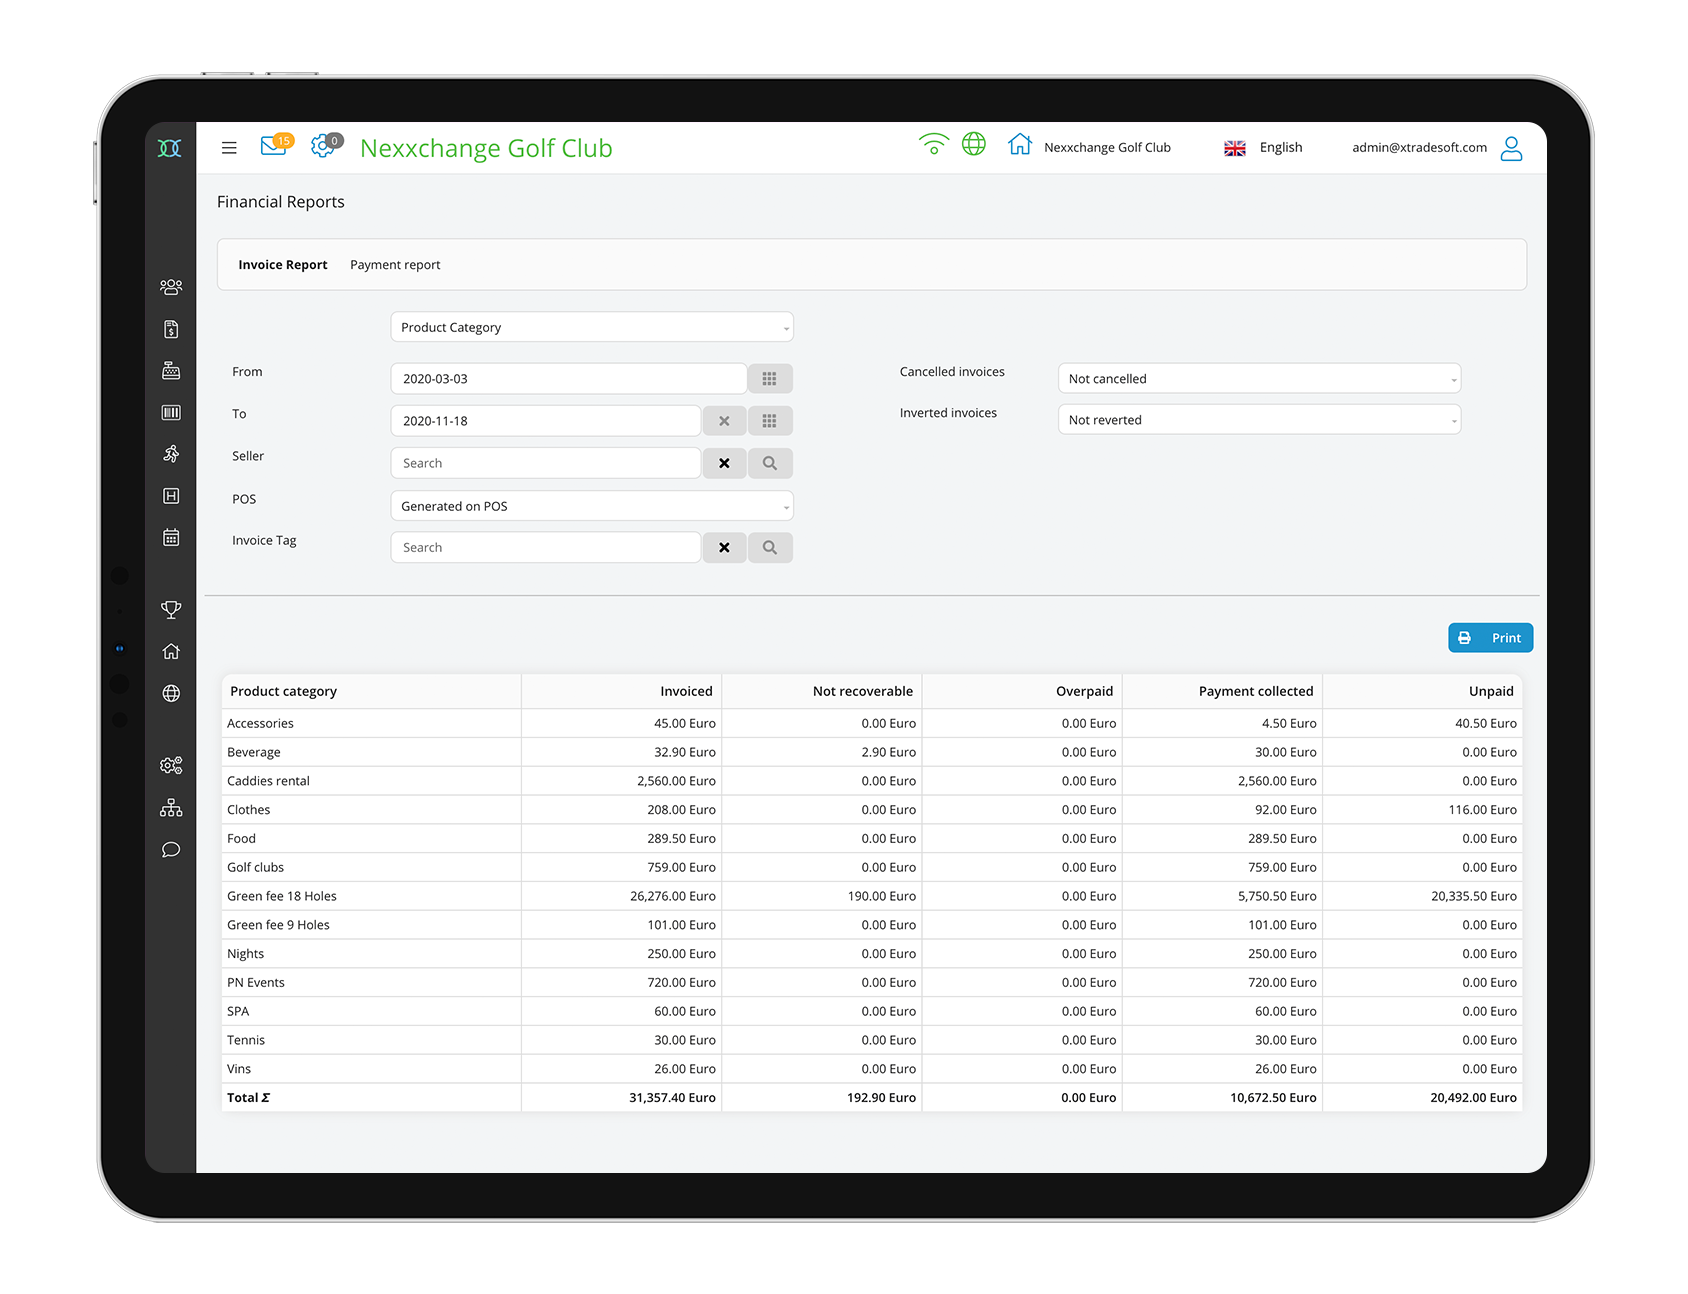 15 0 Nexxchange Golf Club Nexxchange Golf Club English admin@xtradesoft.com
Financial Reports
Invoice Report Payment report
Product Category
From 2020-03-03 Cancelled invoices Not cancelled
To 2020-11-18 Inverted invoices Not reverted
Seller Search
POS Generated on POS
Invoice Tag Search
Print
Product category Invoiced Not recoverable Overpaid Payment collected Unpaid
Accessories 45.00 Euro 0.00 Euro 0.00 Euro 4.50 Euro 40.50 Euro
Beverage 32.90 Euro 2.90 Euro 0.00 Euro 30.00 Euro 0.00 Euro
Caddies rental 2,560.00 Euro 0.00 Euro 0.00 Euro 2,560.00 Euro 0.00 Euro
Clothes 208.00 Euro 0.00 Euro 0.00 Euro 92.00 Euro 116.00 Euro
Food 289.50 Euro 0.00 Euro 0.00 Euro 289.50 Euro 0.00 Euro
Golf clubs 759.00 Euro 0.00 Euro 0.00 Euro 759.00 Euro 0.00 Euro
Green fee 18 Holes 26,276.00 Euro 190.00 Euro 0.00 Euro 5,750.50 Euro 20,335.50 Euro
Green fee 9 Holes 101.00 Euro 0.00 Euro 0.00 Euro 101.00 Euro 0.00 Euro
Nights 250.00 Euro 0.00 Euro 0.00 Euro 250.00 Euro 0.00 Euro
PN Events 720.00 Euro 0.00 Euro 0.00 Euro 720.00 Euro 0.00 Euro
SPA 60.00 Euro 0.00 Euro 0.00 Euro 60.00 Euro 0.00 Euro
Tennis 30.00 Euro 0.00 Euro 0.00 Euro 30.00 Euro 0.00 Euro
Vins 26.00 Euro 0.00 Euro 0.00 Euro 26.00 Euro 0.00 Euro
Total Σ 31,357.40 Euro 192.90 Euro 0.00 Euro 10,672.50 Euro 20,492.00 Euro